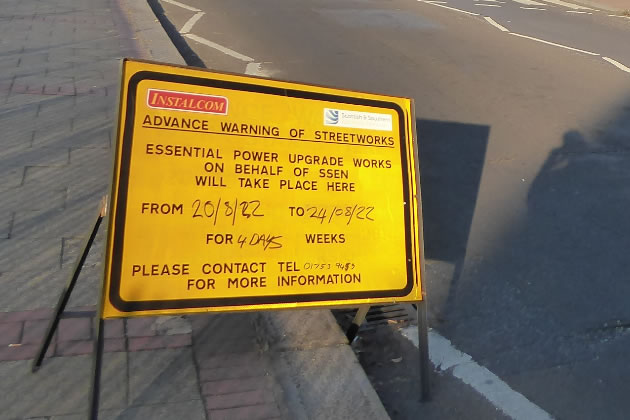 INSTALCOM
Scottish & Southern
ADVANCE WARNING OF STREETWORKS
ESSENTIAL POWER UPGRADE WORKS
ON BEHALF OF SSEN
WILL TAKE PLACE HERE
FROM 20/8/22 TO 24/08/22
FOR 4 DAYS WEEKS
PLEASE CONTACT TEL
FOR MORE INFORMATION